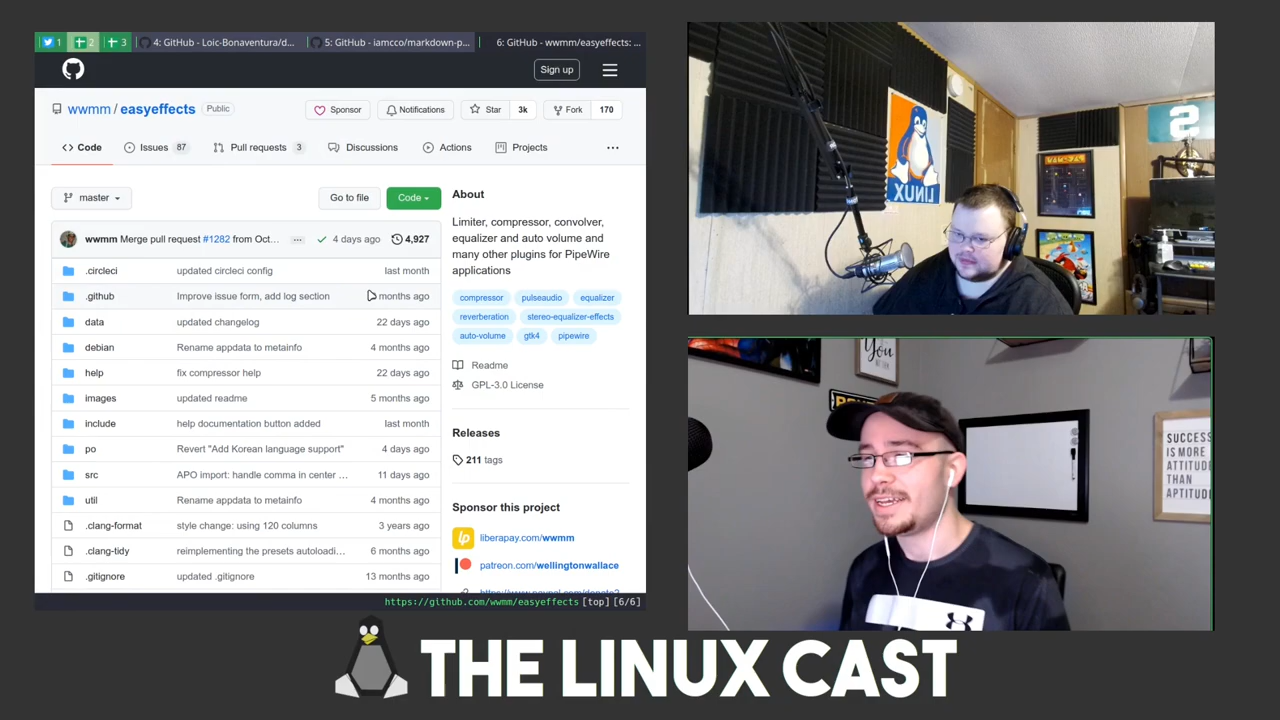 1
2
3
4: GitHub - Loic-Bonaventura/d...
5: GitHub - iamcco/markdown-p...
6: GitHub - wwmm/easyeffects: ...
Sign up
wwmm / easyeffects
Public
Sponsor
Notifications
Star
3k
Fork
170
<> Code
Issues
87
Pull requests
3
Discussions
Actions
Projects
...
master
Go to file
Code
wwmm Merge pull request #1282 from Oct...
...
4 days ago
4,927
.circleci
updated circleci config
last month
.github
Improve issue form, add log section
months ago
data
updated changelog
22 days ago
debian
Rename appdata to metainfo
4 months ago
help
fix compressor help
22 days ago
images
updated readme
5 months ago
include
help documentation button added
last month
po
Revert "Add Korean language support"
4 days ago
src
APO import: handle comma in center ...
11 days ago
util
Rename appdata to metainfo
4 months ago
.clang-format
style change: using 120 columns
3 years ago
.clang-tidy
reimplementing the presets autoloadi...
6 months ago
.gitignore
updated .gitignore
13 months ago
About
Limiter, compressor, convolver,
equalizer and auto volume and
many other plugins for PipeWire
applications
compressor
pulseaudio
equalizer
reverberation
stereo-equalizer-effects
auto-volume
gtk4
pipewire
Readme
GPL-3.0 License
Releases
211 tags
Sponsor this project
lp
liberapay.com/wwmm
patreon.com/wellingtonwallace
https://github.com/wwmm/easyeffects [top] [6/6]
LINUX
You
SUCCESS
IS MORE
ATTITUDE
THAN
APTITUDE
THE LINUX CAST